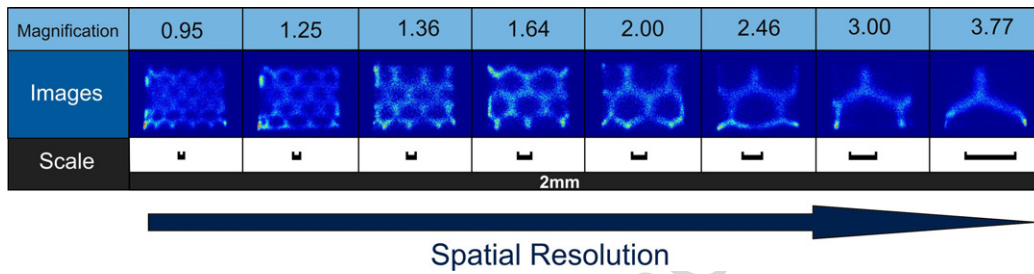 Magnification 0.95 1.25 1.36 1.64 2.00 2.46 3.00 3.77
Images
Scale
2mm
Spatial Resolution